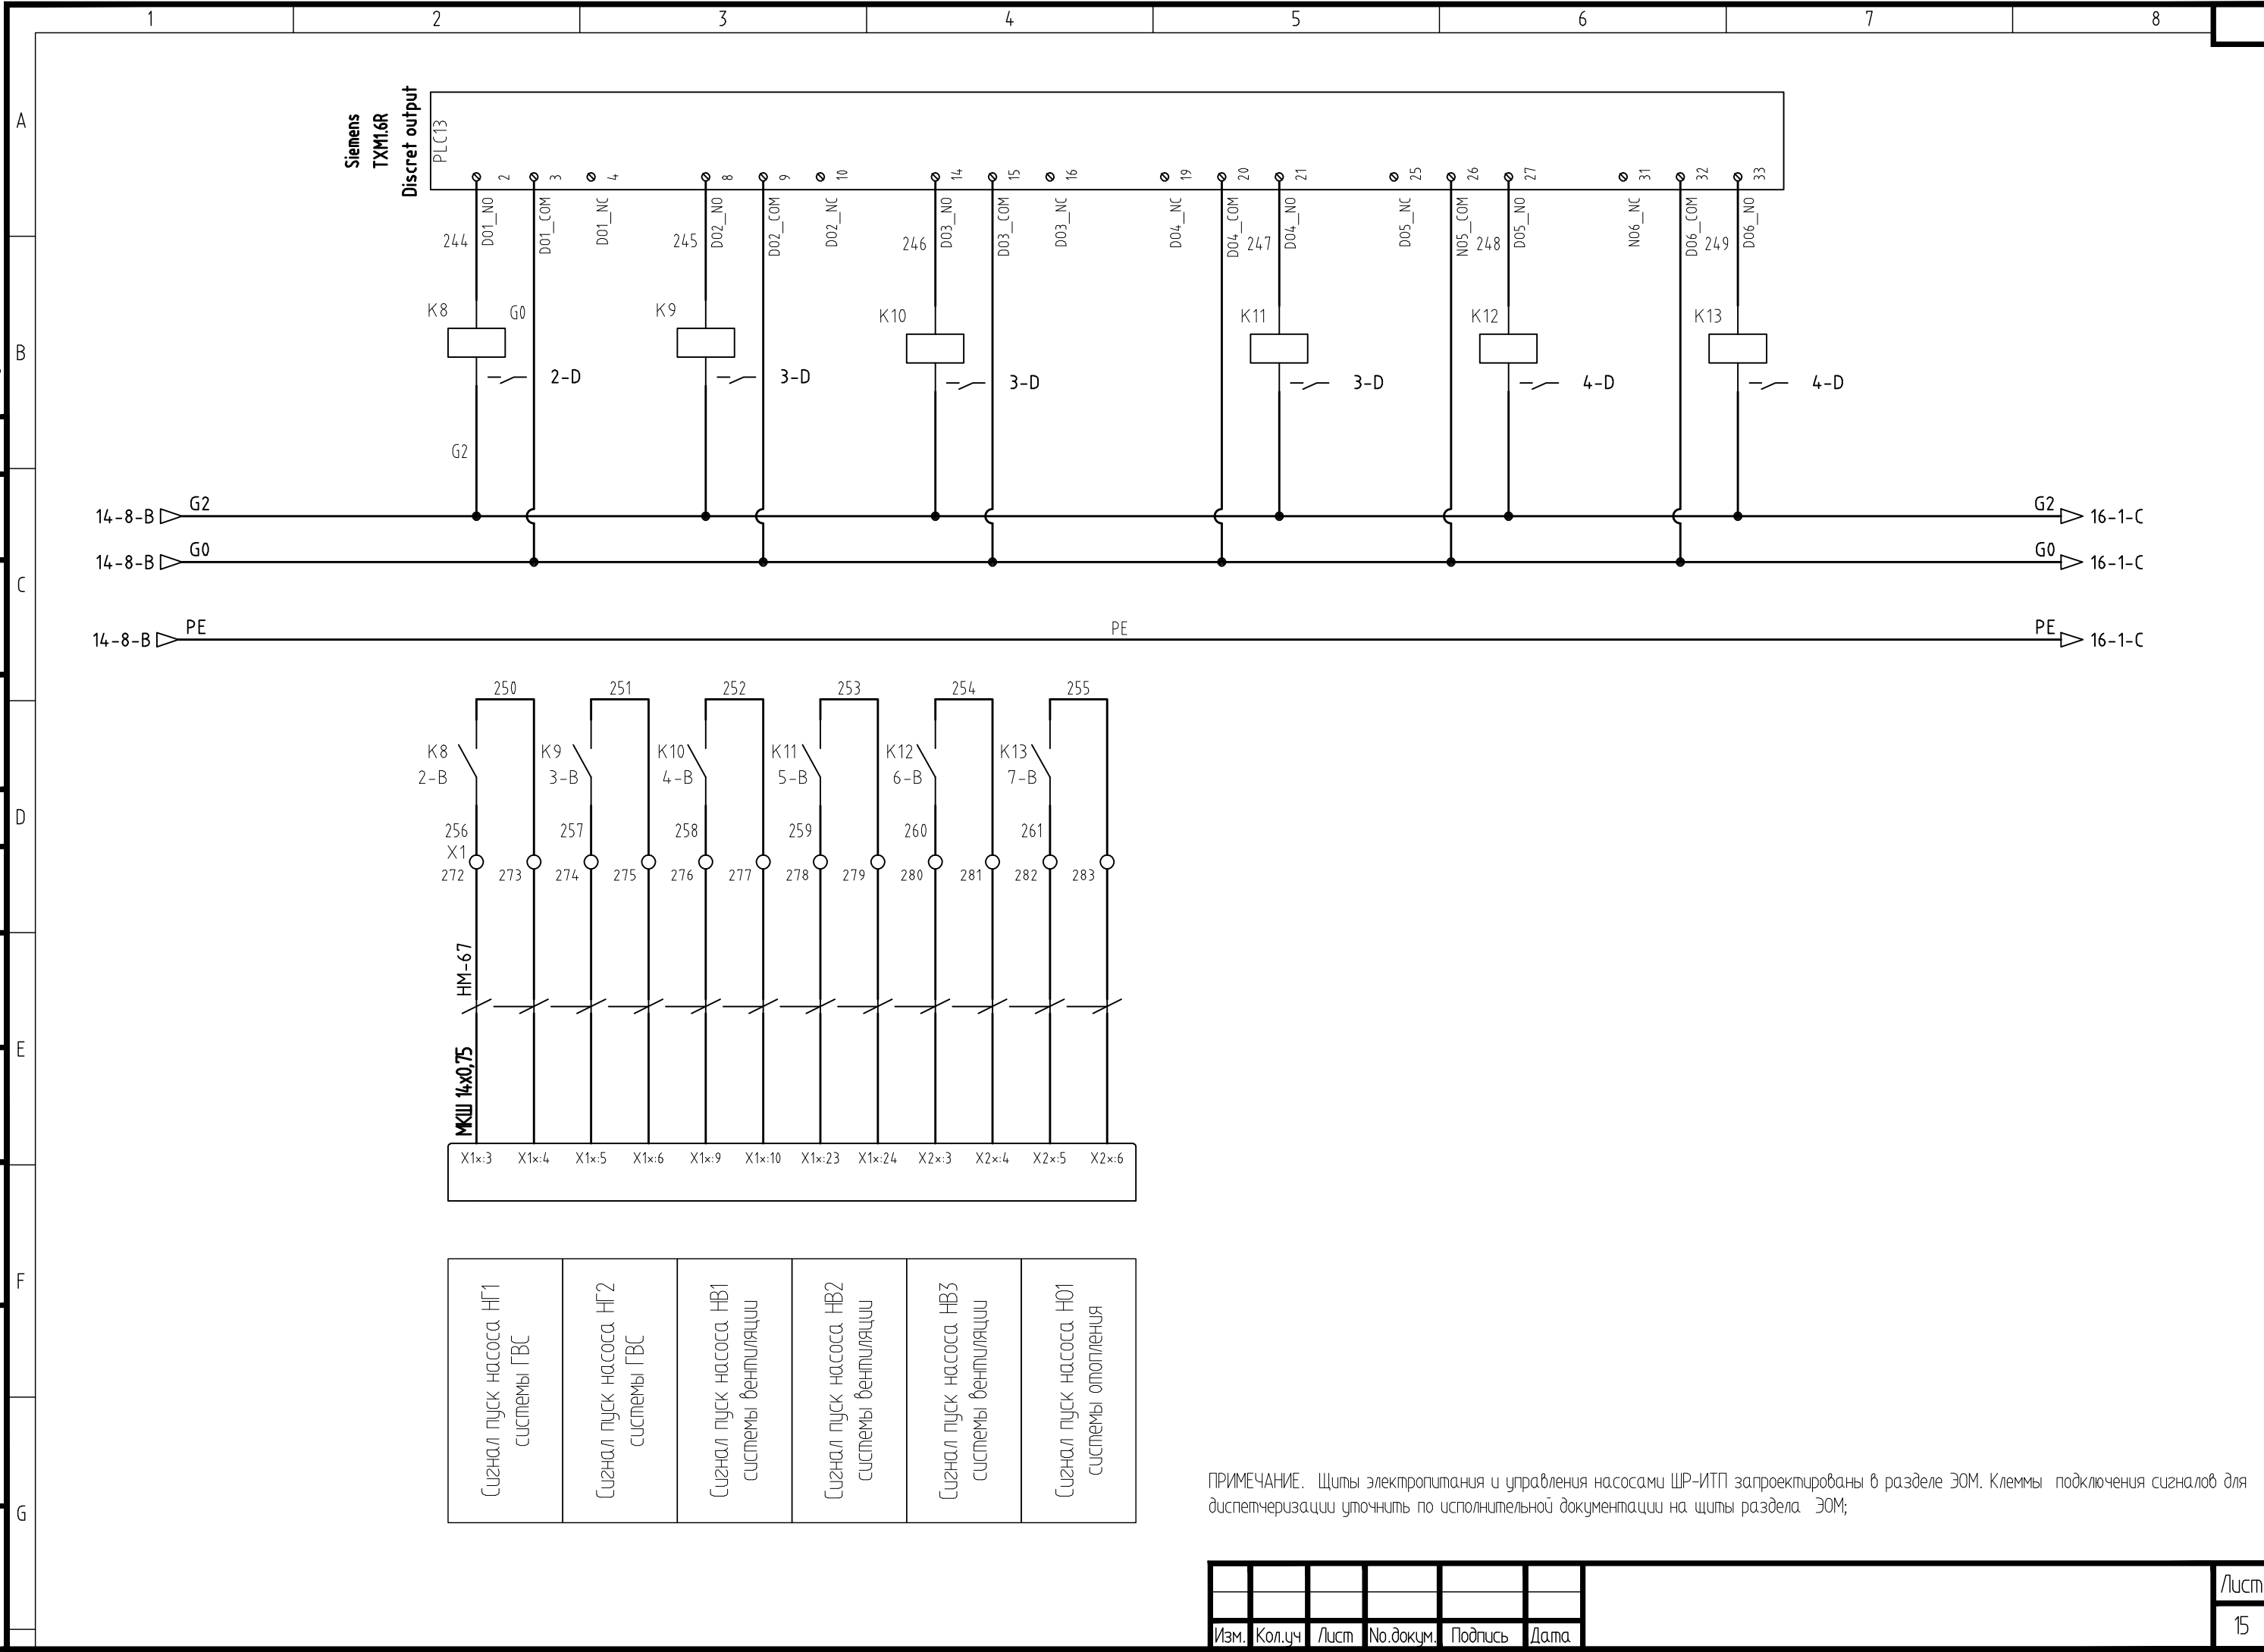 1 2 3 4 5 6 7 8
A
B
C
D
E
F
G
Siemens
TXM1.6R
Discret output
PLC13
2 3 4 8 9 10 14 15 16 19 20 21 25 26 27 31 32 33
DO1_NO DO1_COM DO1_NC DO2_NO DO2_COM DO2_NC DO3_NO DO3_COM DO3_NC DO4_NC DO4_COM DO4_NO DO5_NC NO5_COM DO5_NO NO6_NC DO6_COM DO6_NO
244 245 246 247 248 249
K8 G0 K9 K10 K11 K12 K13
2-D 3-D 3-D 3-D 4-D 4-D
G2
14-8-B G2 G2 16-1-C
14-8-B G0 G0 16-1-C
14-8-B PE PE PE 16-1-C
250 251 252 253 254 255
K8 K9 K10 K11 K12 K13
2-B 3-B 4-B 5-B 6-B 7-B
256 257 258 259 260 261
X1
272 273 274 275 276 277 278 279 280 281 282 283
НМ-67
МКШ 14х0,75
X1×:3 X1×:4 X1×:5 X1×:6 X1×:9 X1×:10 X1×:23 X1×:24 X2×:3 X2×:4 X2×:5 X2×:6
Сигнал пуск насоса НГ1
системы ГВС
Сигнал пуск насоса НГ2
системы ГВС
Сигнал пуск насоса НВ1
системы вентиляции
Сигнал пуск насоса НВ2
системы вентиляции
Сигнал пуск насоса НВ3
системы вентиляции
Сигнал пуск насоса НО1
системы отопления
ПРИМЕЧАНИЕ. Щиты электропитания и управления насосами ШР-ИТП запроектированы в разделе ЭОМ. Клеммы подключения сигналов для
диспетчеризации уточнить по исполнительной документации на щиты раздела ЭОМ;
Изм. Кол.уч Лист No.докум. Подпись Дата
Лист
15